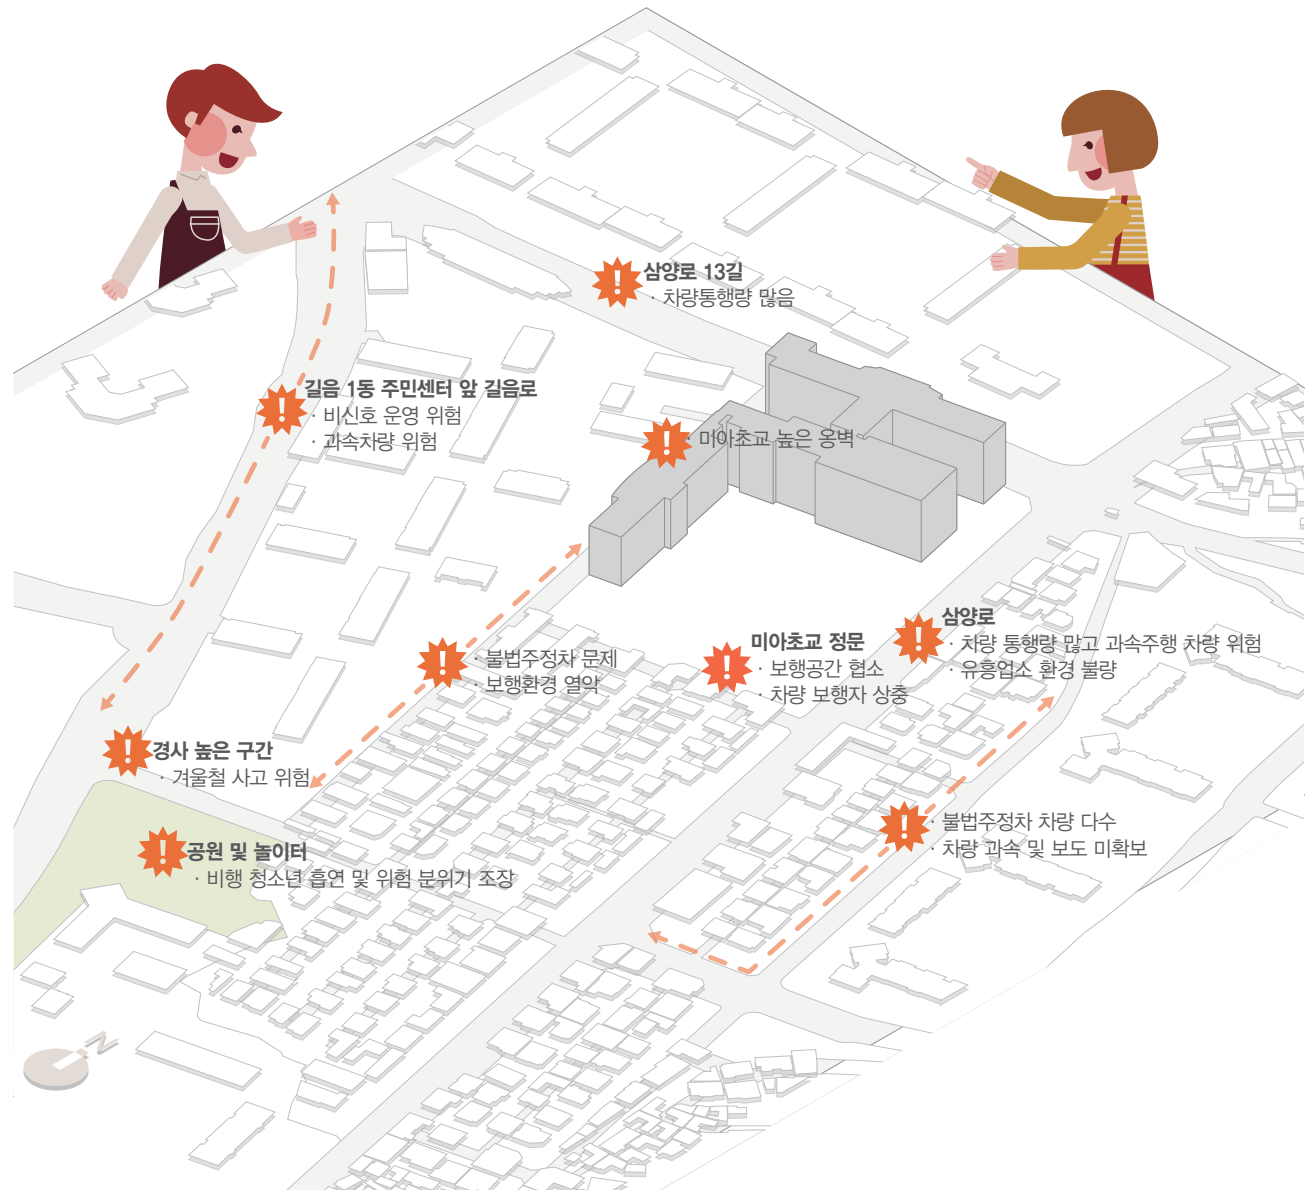 삼양로 13길
· 차량통행량 많음
길음 1동 주민센터 앞 길음로
· 비신호 운영 위험
· 과속차량 위험
· 미아초교 높은 옹벽
삼양로
· 차량 통행량 많고 과속주행 차량 위험
· 유흥업소 환경 불량
미아초교 정문
· 보행공간 협소
· 차량 보행자 상충
· 불법주정차 문제
· 보행환경 열악
경사 높은 구간
· 겨울철 사고 위험
· 불법주정차 차량 다수
· 차량 과속 및 보도 미확보
공원 및 놀이터
· 비행 청소년 흡연 및 위험 분위기 조장
N